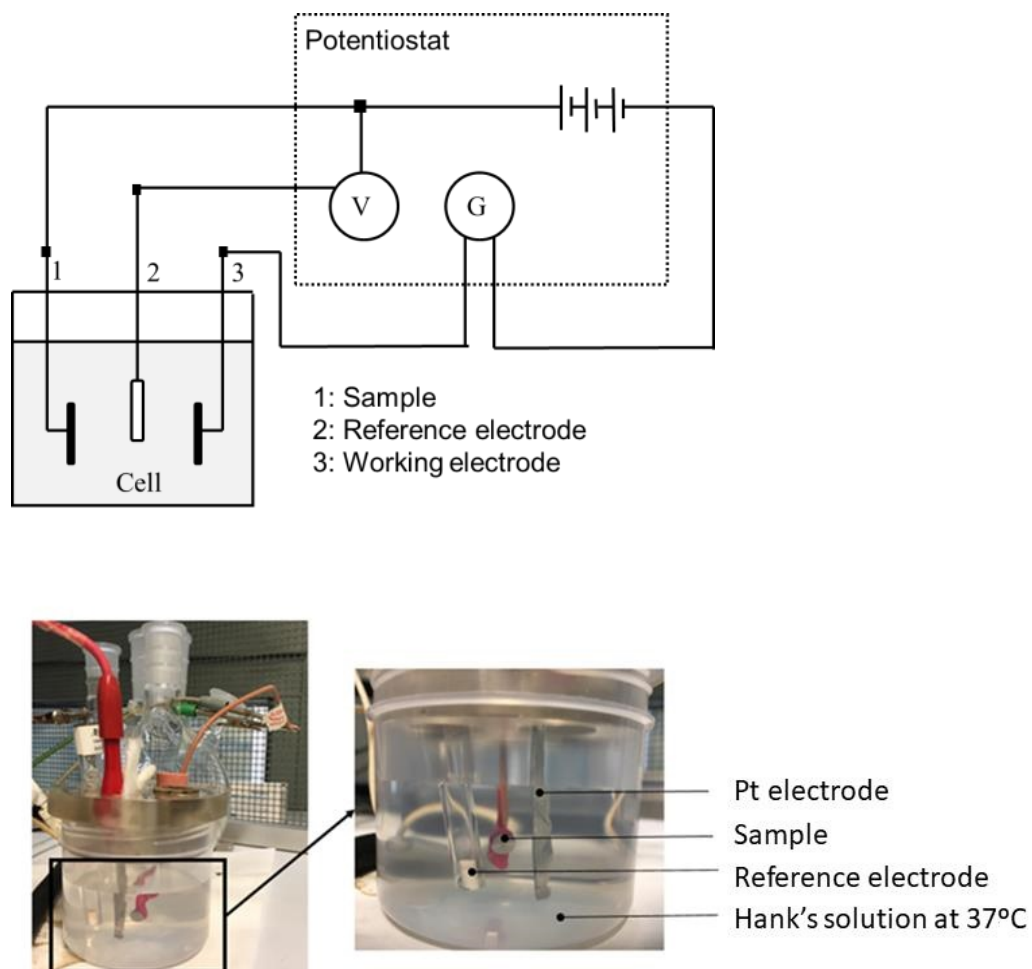 Potentiostat
V
G
1
2
3
1: Sample
2: Reference electrode
3: Working electrode
Cell
Pt electrode
Sample
Reference electrode
Hank's solution at 37ºC